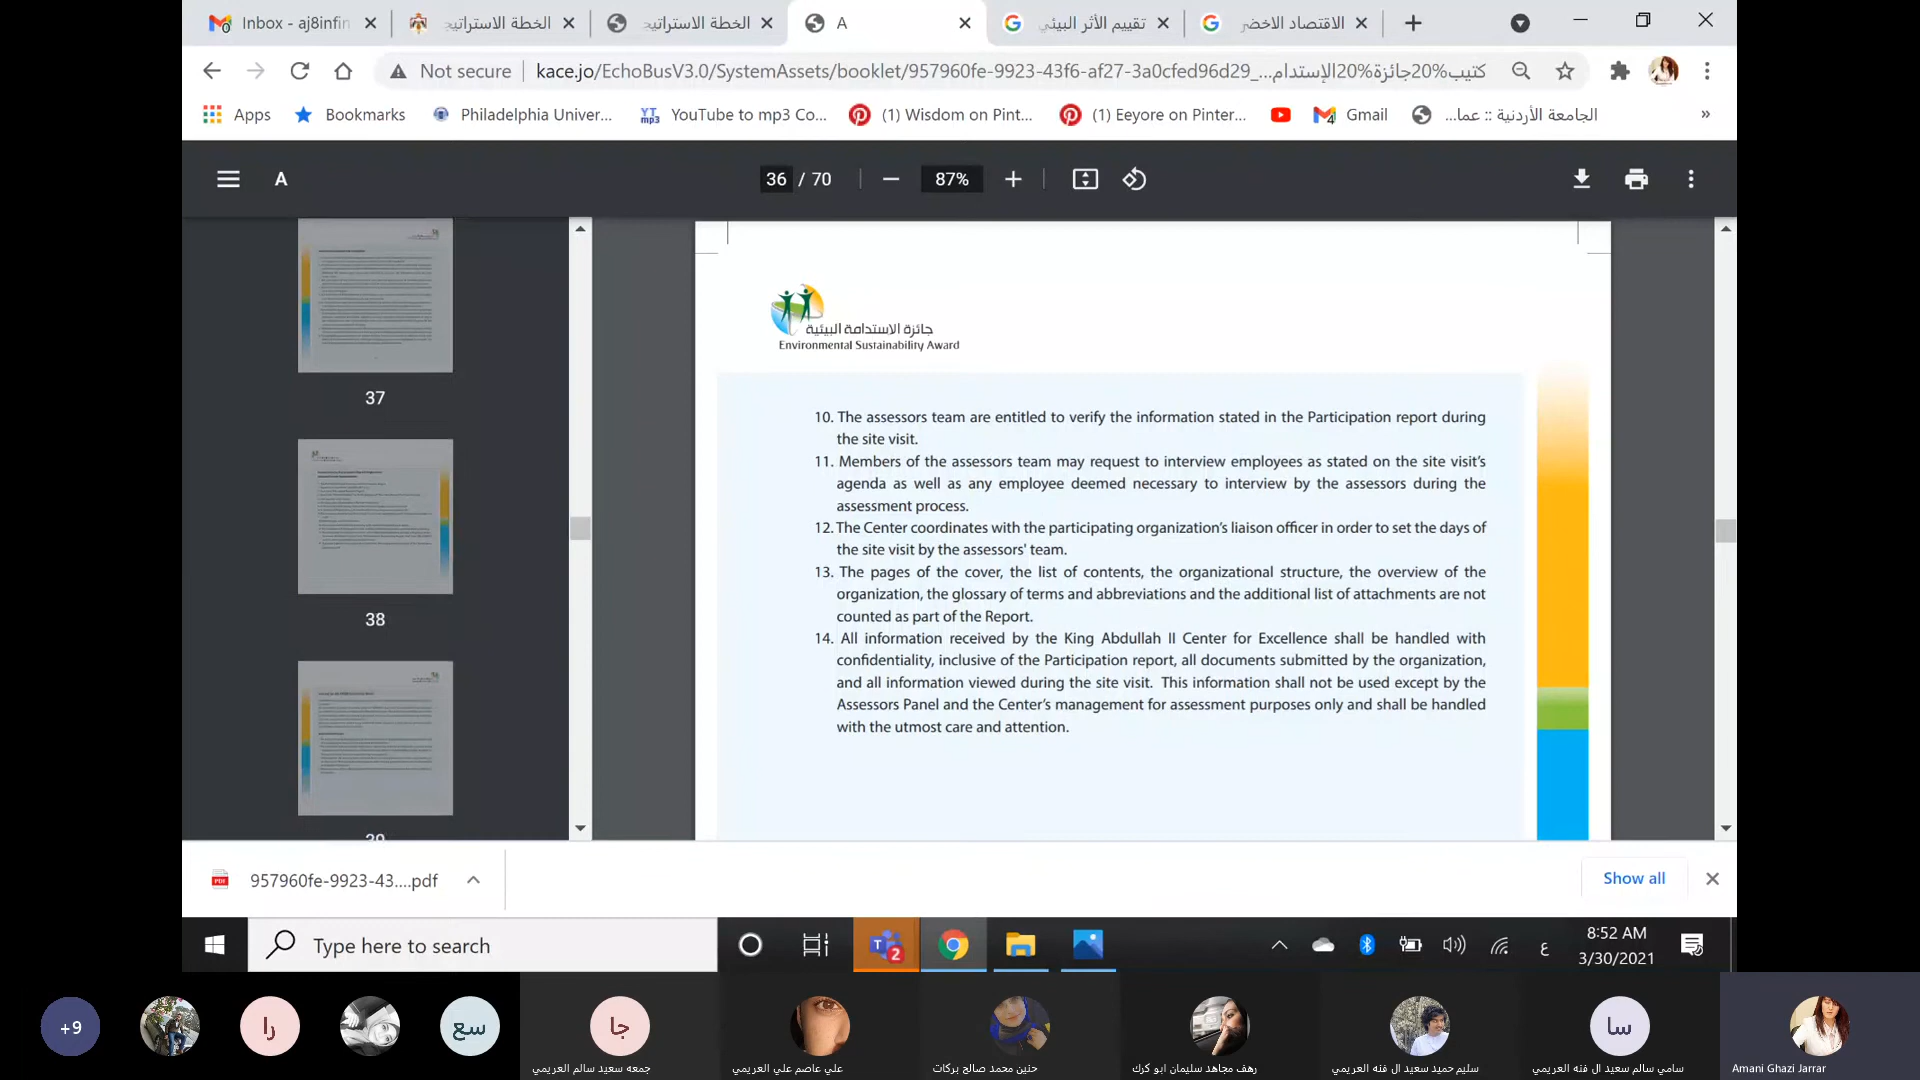 Inbox - aj8infin
الخطة الاستراتيج
الخطة الاستراتيج
A
تقييم الأثر البيئي
الاقتصاد الاخضر
Not secure
kace.jo/EchoBusV3.0/SystemAssets/booklet/957960fe-9923-43f6-af27-3a0cfed96d29_...كتيب%20جائزة%20الإستدام
Apps
Bookmarks
Philadelphia Univer...
YouTube to mp3 Co...
(1) Wisdom on Pint...
(1) Eeyore on Pinter...
Gmail
الجامعة الأردنية :: عما...
»
A
36 / 70
87%
37
38
39
جائزة الاستدامة البيئية
Environmental Sustainability Award
10. The assessors team are entitled to verify the information stated in the Participation report during
the site visit.
11. Members of the assessors team may request to interview employees as stated on the site visit's
agenda as well as any employee deemed necessary to interview by the assessors during the
assessment process.
12. The Center coordinates with the participating organization's liaison officer in order to set the days of
the site visit by the assessors' team.
13. The pages of the cover, the list of contents, the organizational structure, the overview of the
organization, the glossary of terms and abbreviations and the additional list of attachments are not
counted as part of the Report.
14. All information received by the King Abdullah II Center for Excellence shall be handled with
confidentiality, inclusive of the Participation report, all documents submitted by the organization,
and all information viewed during the site visit. This information shall not be used except by the
Assessors Panel and the Center's management for assessment purposes only and shall be handled
with the utmost care and attention.
957960fe-9923-43....pdf
Show all
Type here to search
2
ع
8:52 AM
3/30/2021
+9
را
سع
جا
سا
جمعه سعيد سالم العريمي
علي عاصم علي العريمي
حنين محمد صالح بركات
رهف مجاهد سليمان ابو كرك
سليم حميد سعيد ال فنه العريمي
سامي سالم سعيد ال فنه العريمي
Amani Ghazi Jarrar